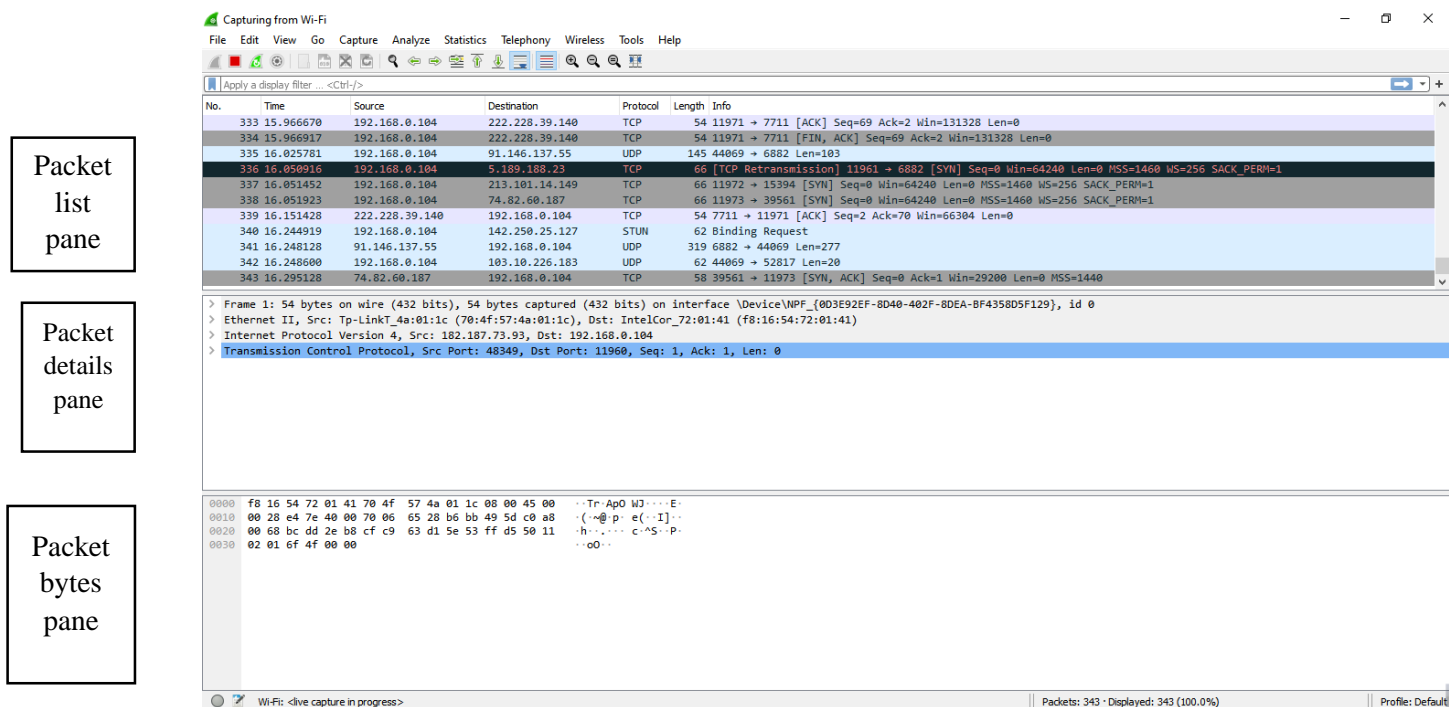 Capturing from Wi-Fi
File Edit View Go Capture Analyze Statistics Telephony Wireless Tools Help
Apply a display filter ... <Ctrl-/>
No. Time Source Destination Protocol Length Info
333 15.966670 192.168.0.104 222.228.39.140 TCP 54 11971 → 7711 [ACK] Seq=69 Ack=2 Win=131328 Len=0
334 15.966917 192.168.0.104 222.228.39.140 TCP 54 11971 → 7711 [FIN, ACK] Seq=69 Ack=2 Win=131328 Len=0
335 16.025781 192.168.0.104 91.146.137.55 UDP 145 44069 → 6882 Len=103
336 16.050916 192.168.0.104 5.189.188.23 TCP 66 [TCP Retransmission] 11961 → 6882 [SYN] Seq=0 Win=64240 Len=0 MSS=1460 WS=256 SACK_PERM=1
337 16.051452 192.168.0.104 213.101.14.149 TCP 66 11972 → 15394 [SYN] Seq=0 Win=64240 Len=0 MSS=1460 WS=256 SACK_PERM=1
338 16.051923 192.168.0.104 74.82.60.187 TCP 66 11973 → 39561 [SYN] Seq=0 Win=64240 Len=0 MSS=1460 WS=256 SACK_PERM=1
339 16.151428 222.228.39.140 192.168.0.104 TCP 54 7711 → 11971 [ACK] Seq=2 Ack=70 Win=66304 Len=0
340 16.244919 192.168.0.104 142.250.25.127 STUN 62 Binding Request
341 16.248128 91.146.137.55 192.168.0.104 UDP 319 6882 → 44069 Len=277
342 16.248600 192.168.0.104 103.10.226.183 UDP 62 44069 → 52817 Len=20
343 16.295128 74.82.60.187 192.168.0.104 TCP 58 39561 → 11973 [SYN, ACK] Seq=0 Ack=1 Win=29200 Len=0 MSS=1440
Packet
list
pane
> Frame 1: 54 bytes on wire (432 bits), 54 bytes captured (432 bits) on interface \Device\NPF_{0D3E92EF-8D40-402F-8DEA-BF4358D5F129}, id 0
> Ethernet II, Src: Tp-LinkT_4a:01:1c (70:4f:57:4a:01:1c), Dst: IntelCor_72:01:41 (f8:16:54:72:01:41)
> Internet Protocol Version 4, Src: 182.187.73.93, Dst: 192.168.0.104
> Transmission Control Protocol, Src Port: 48349, Dst Port: 11960, Seq: 1, Ack: 1, Len: 0
Packet
details
pane
0000 f8 16 54 72 01 41 70 4f 57 4a 01 1c 08 00 45 00 ··Tr·ApO WJ····E·
0010 00 28 e4 7e 40 00 70 06 65 28 b6 bb 49 5d c0 a8 ·(·~@·p· e(··I]··
0020 00 68 bc dd 2e b8 cf c9 63 d1 5e 53 ff d5 50 11 ·h··.··· c·^S··P·
0030 02 01 6f 4f 00 00 ··oO··
Packet
bytes
pane
Wi-Fi: <live capture in progress>
Packets: 343 · Displayed: 343 (100.0%)
Profile: Default